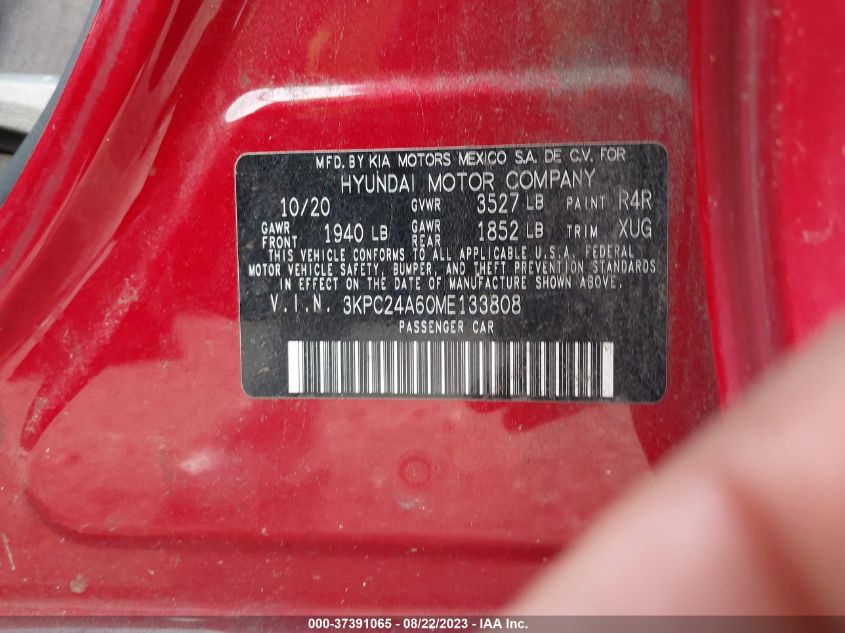 MFD. BY KIA MOTORS MEXICO S.A. DE C.V. FOR
HYUNDAI MOTOR COMPANY
10/20 GVWR 3527 LB PAINT R4R
GAWR FRONT 1940 LB GAWR REAR 1852 LB TRIM XUG
THIS VEHICLE CONFORMS TO ALL APPLICABLE U.S.A. FEDERAL
MOTOR VEHICLE SAFETY, BUMPER, AND THEFT PREVENTION STANDARDS
IN EFFECT ON THE DATE OF MANUFACTURE SHOWN ABOVE.
V.I.N. 3KPC24A60ME133808
PASSENGER CAR
000-37391065 - 08/22/2023 - IAA Inc.